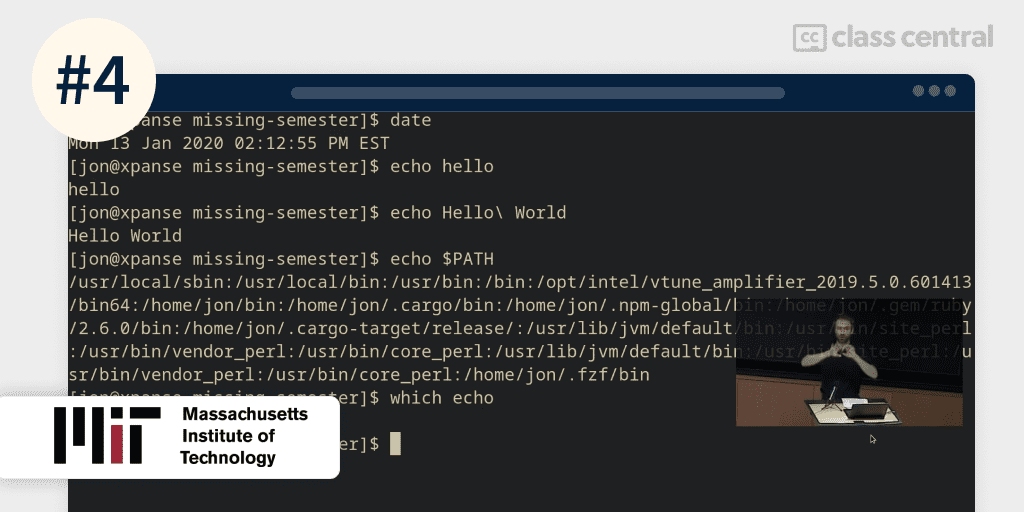 #4
cc class central
anse missing-semester]$ date
Mon 13 Jan 2020 02:12:55 PM EST
[jon@xpanse missing-semester]$ echo hello
hello
[jon@xpanse missing-semester]$ echo Hello\ World
Hello World
[jon@xpanse missing-semester]$ echo $PATH
/usr/local/sbin:/usr/local/bin:/usr/bin:/bin:/opt/intel/vtune_amplifier_2019.5.0.601413
/bin64:/home/jon/bin:/home/jon/.cargo/bin:/home/jon/.npm-global/bin:/home/jon/.gem/ruby
/2.6.0/bin:/home/jon/.cargo-target/release/:/usr/lib/jvm/default/bin:/usr/bin/site_perl
:/usr/bin/vendor_perl:/usr/bin/core_perl:/usr/lib/jvm/default/bin:/usr/bin/site_perl:/u
sr/bin/vendor_perl:/usr/bin/core_perl:/home/jon/.fzf/bin
[jon@xpanse missing-semester]$ which echo
er]$
MIT
Massachusetts
Institute of
Technology